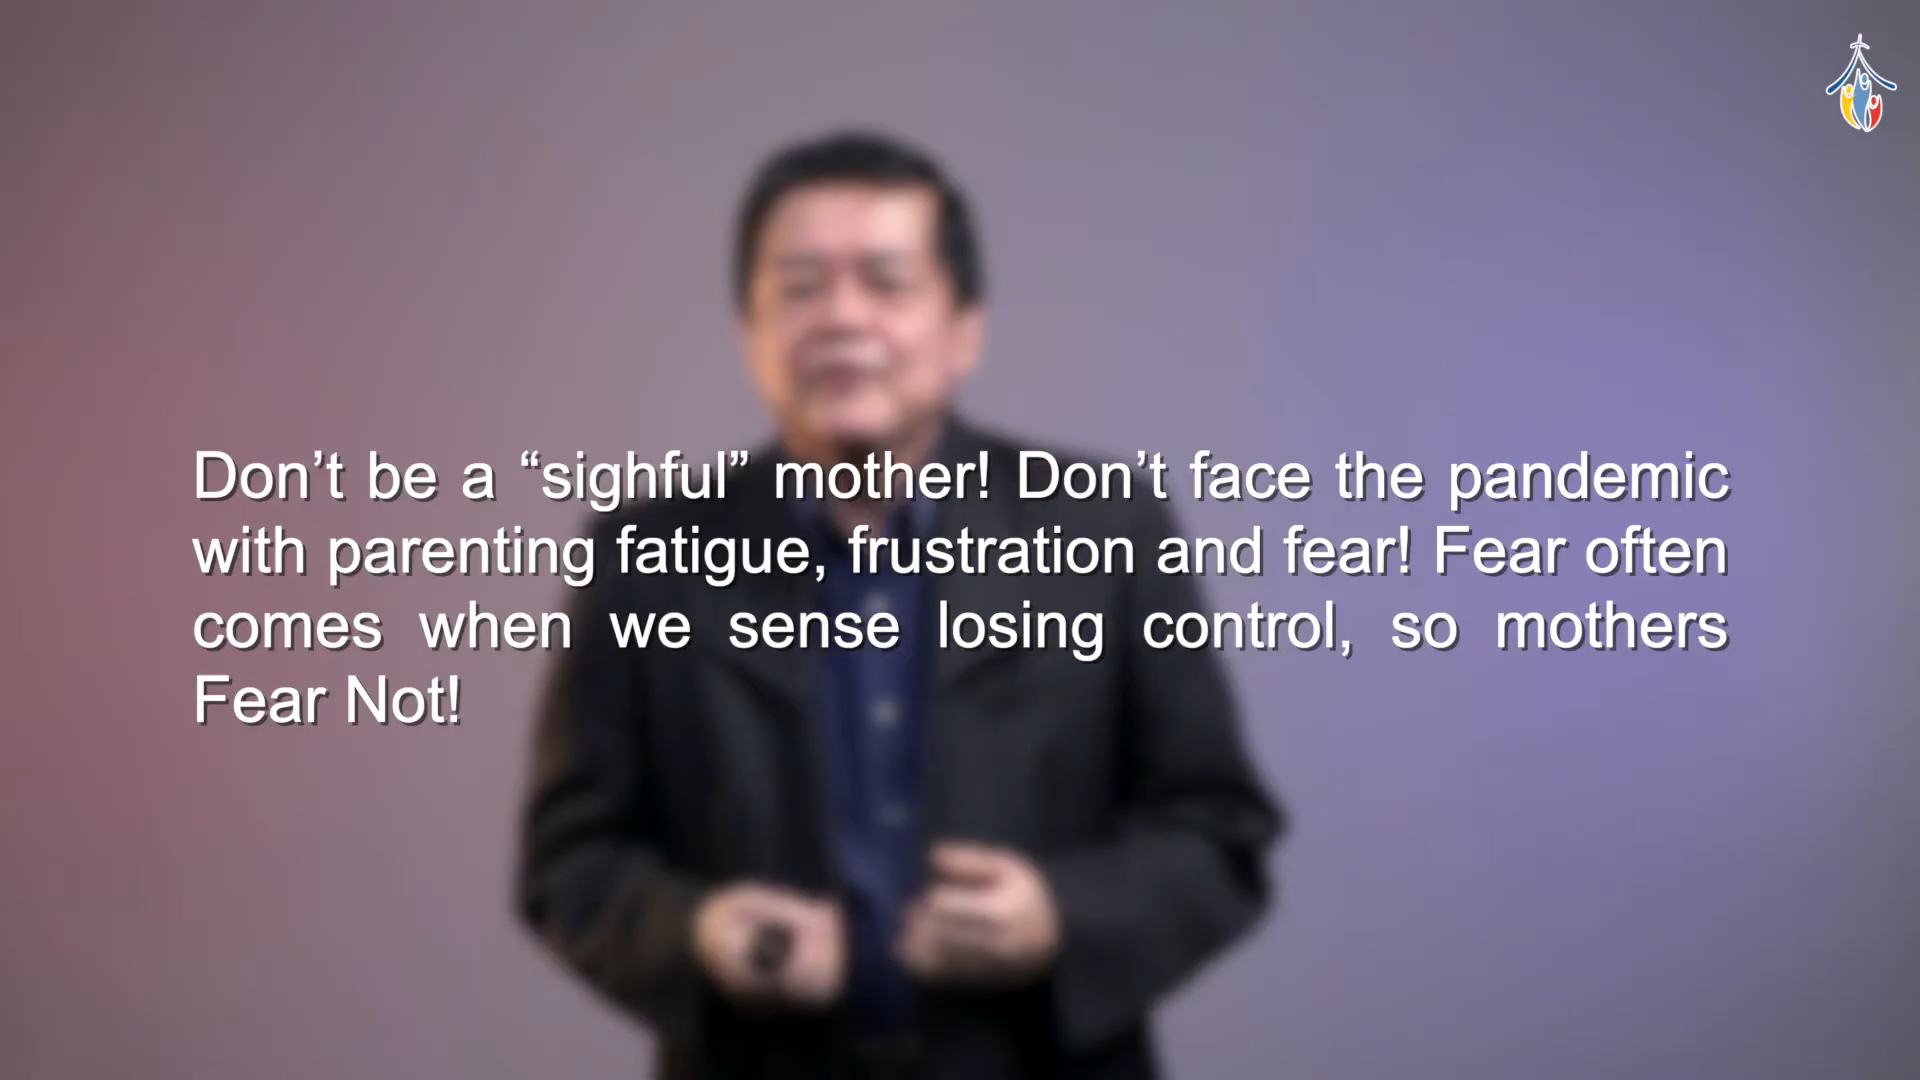 Don’t be a “sighful” mother! Don’t face the pandemic
with parenting fatigue, frustration and fear! Fear often
comes when we sense losing control, so mothers
Fear Not!